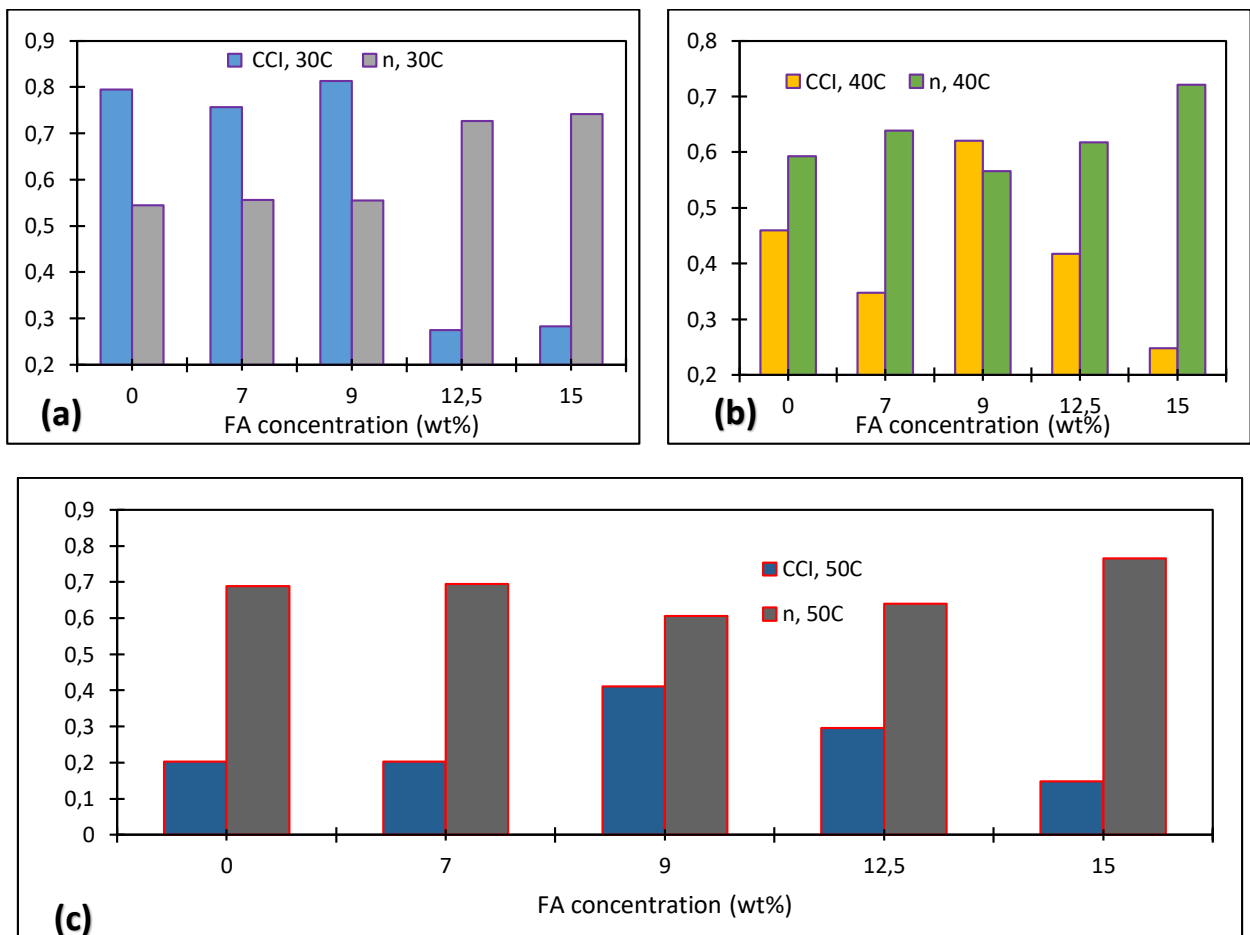 0,9
0,8
0,7
0,6
0,5
0,4
0,3
0,2
CCI, 30C n, 30C
0 7 9 12,5 15
FA concentration (wt%)
(a)
0,8
0,7
0,6
0,5
0,4
0,3
0,2
CCI, 40C n, 40C
0 7 9 12,5 15
FA concentration (wt%)
(b)
0,9
0,8
0,7
0,6
0,5
0,4
0,3
0,2
0,1
0
CCI, 50C
n, 50C
0 7 9 12,5 15
FA concentration (wt%)
(c)